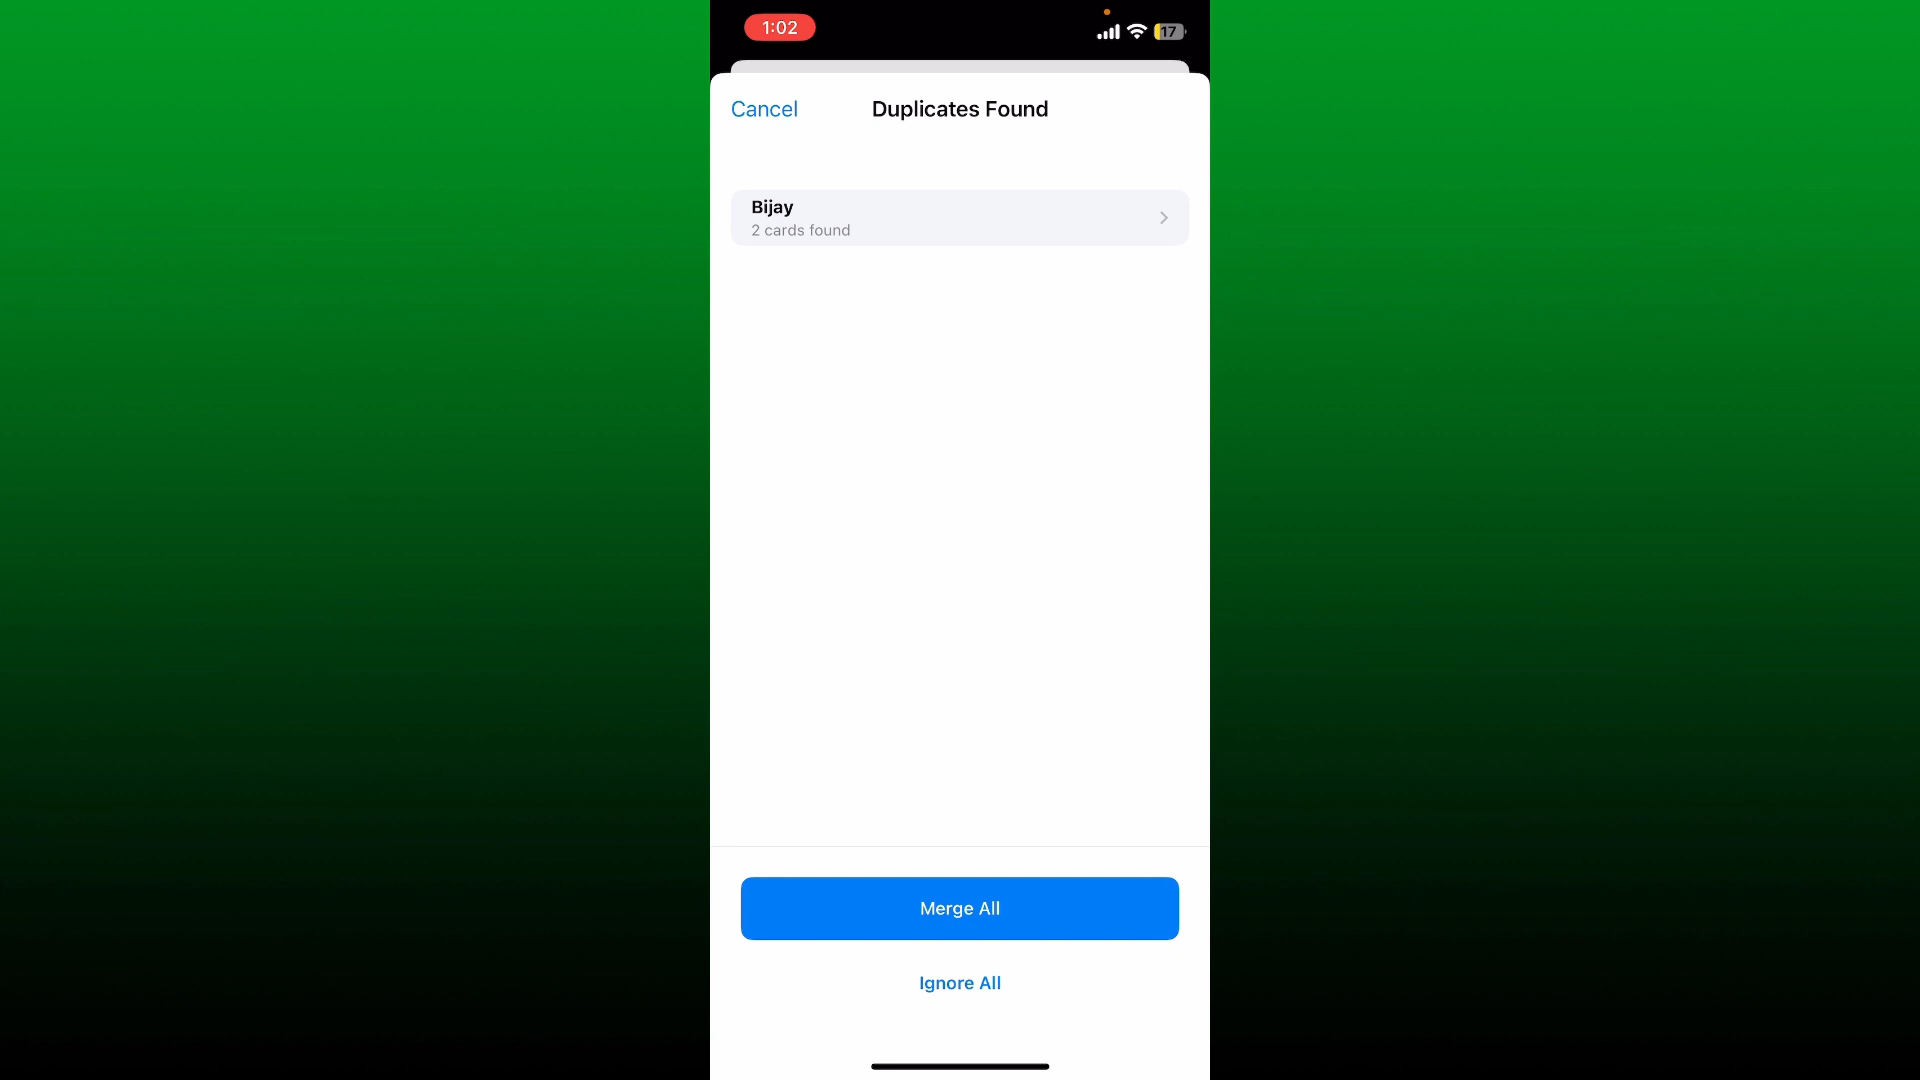 1:02
17
Cancel
Duplicates Found
Bijay
2 cards found
Merge All
Ignore All